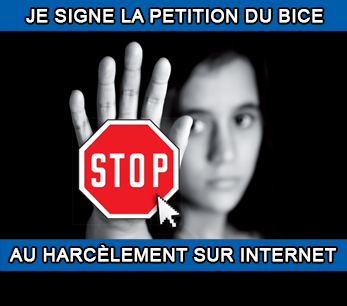 JE SIGNE LA PETITION DU BICE
STOP
AU HARCÈLEMENT SUR INTERNET